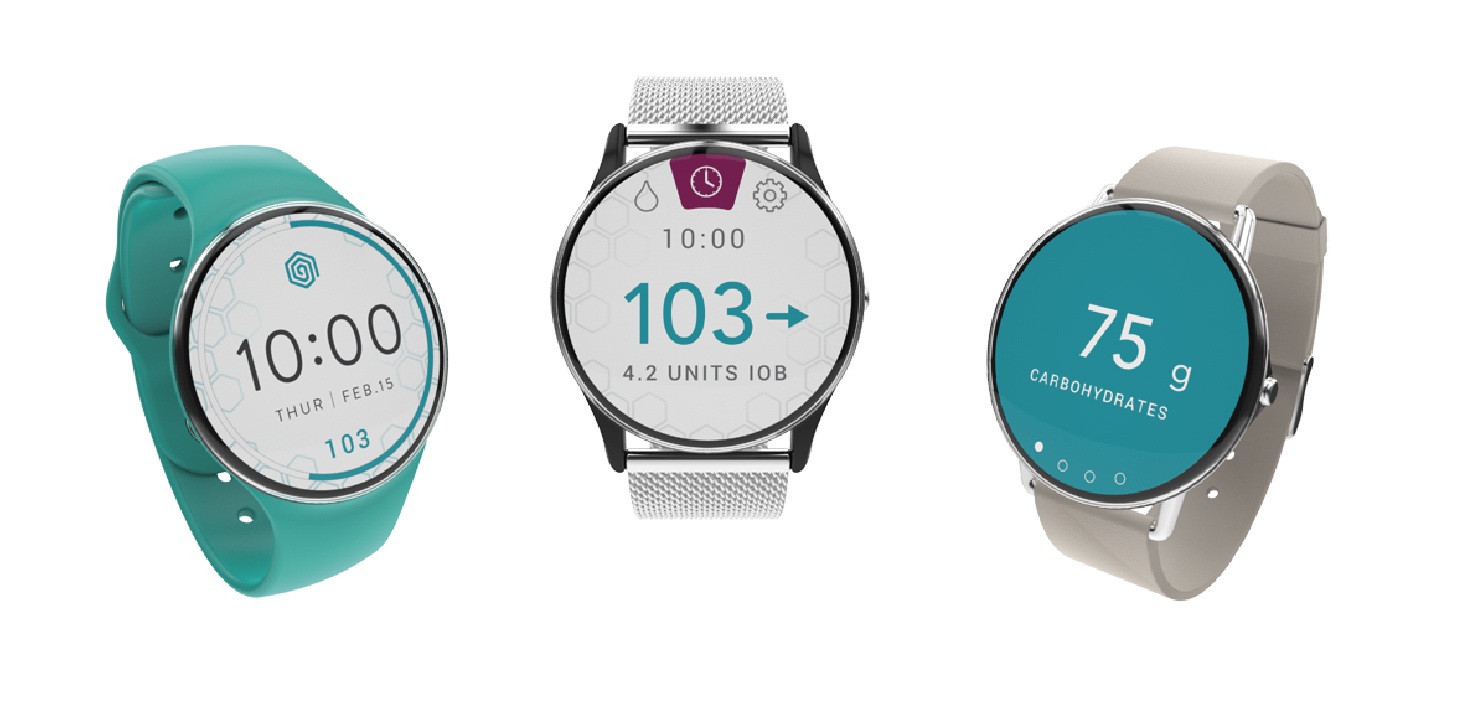 10:00
THUR | FEB.15
103
10:00
103
4.2 UNITS IOB
75 g
CARBOHYDRATES